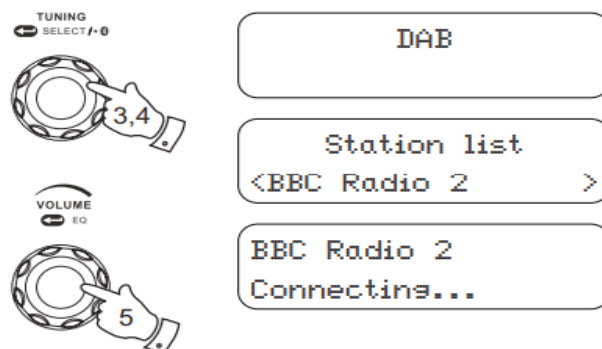 TUNING
SELECT/
3,4
VOLUME
EQ
5
DAB
Station list
<BBC Radio 2 >
BBC Radio 2
Connecting...